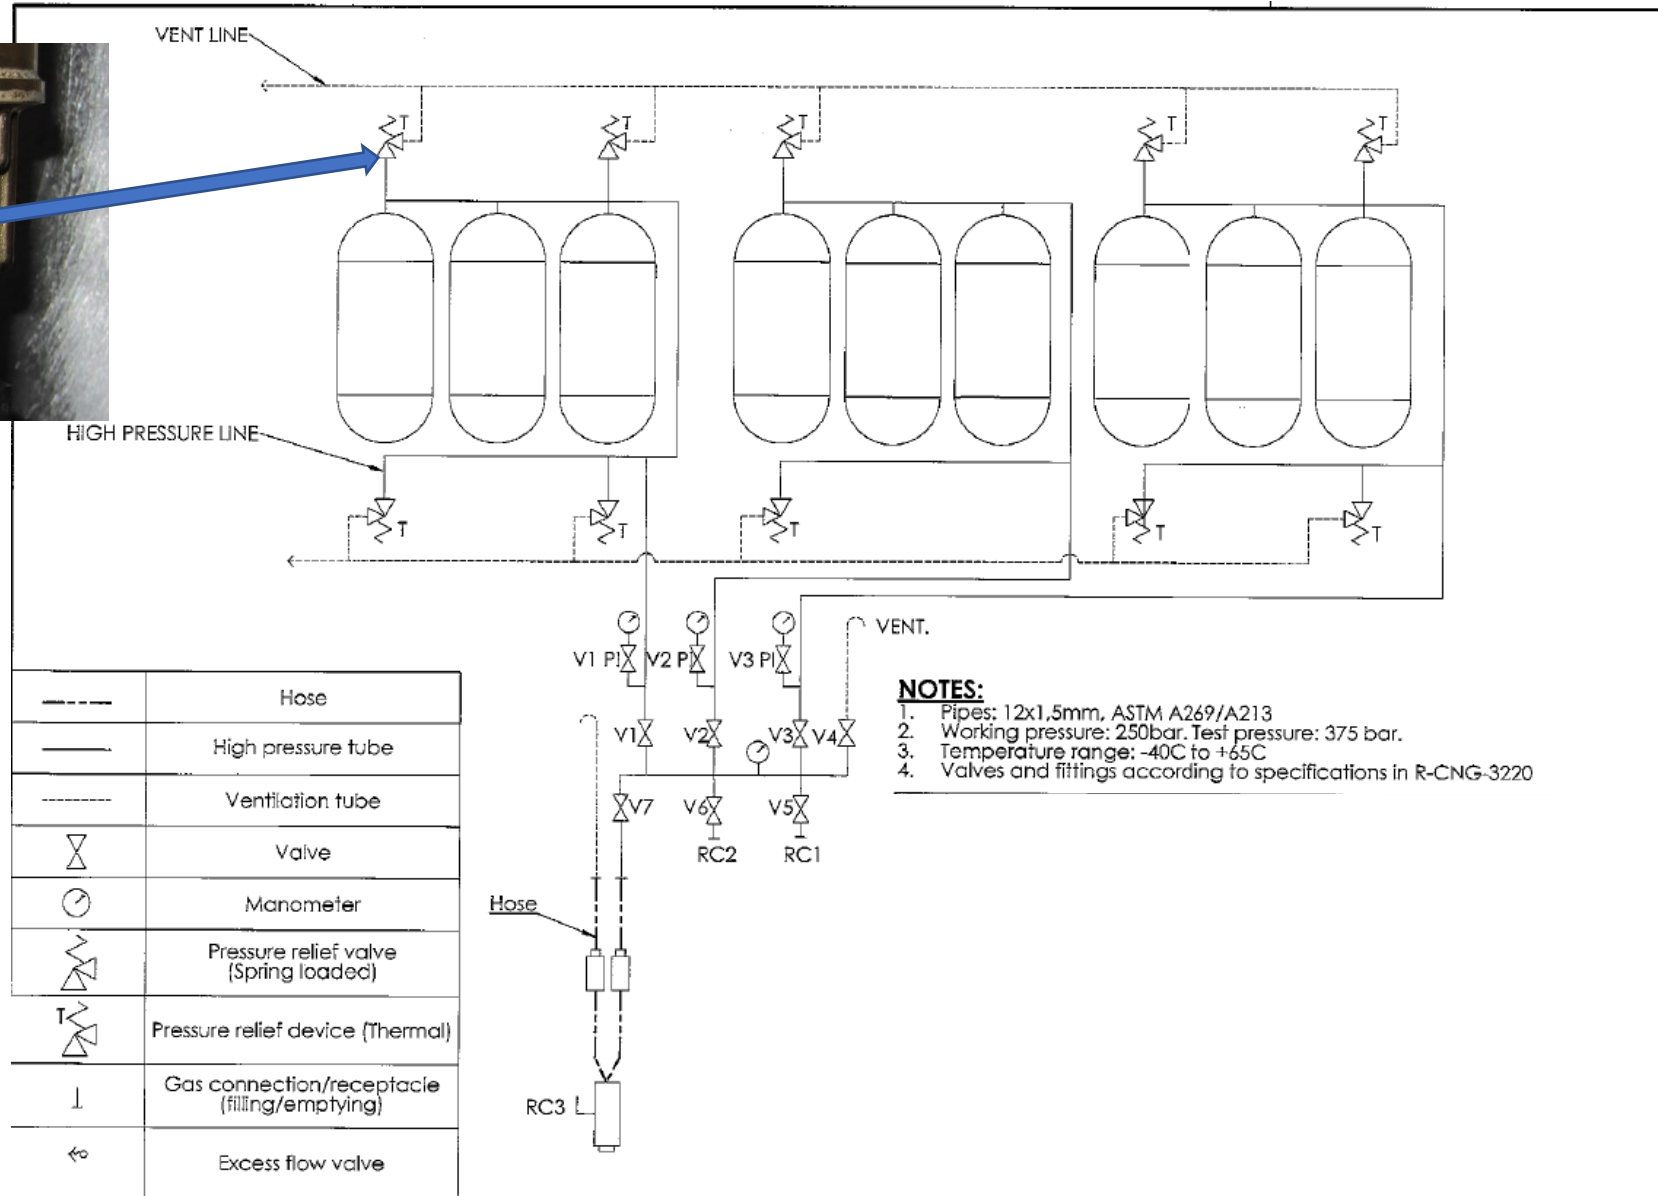 VENT LINE
T
T
T
T
T
HIGH PRESSURE LINE
T
T
T
T
T
VENT.
V1 PI
V2 PI
V3 PI
V1
V2
V3
V4
V7
V6
V5
RC2
RC1
Hose
RC3
NOTES:
1. Pipes: 12x1,5mm, ASTM A269/A213
2. Working pressure: 250bar. Test pressure: 375 bar.
3. Temperature range: -40C to +65C
4. Valves and fittings according to specifications in R-CNG-3220
Hose
High pressure tube
Ventilation tube
Valve
Manometer
Pressure relief valve
(Spring loaded)
T
Pressure relief device (Thermal)
Gas connection/receptacle
(filling/emptying)
Excess flow valve